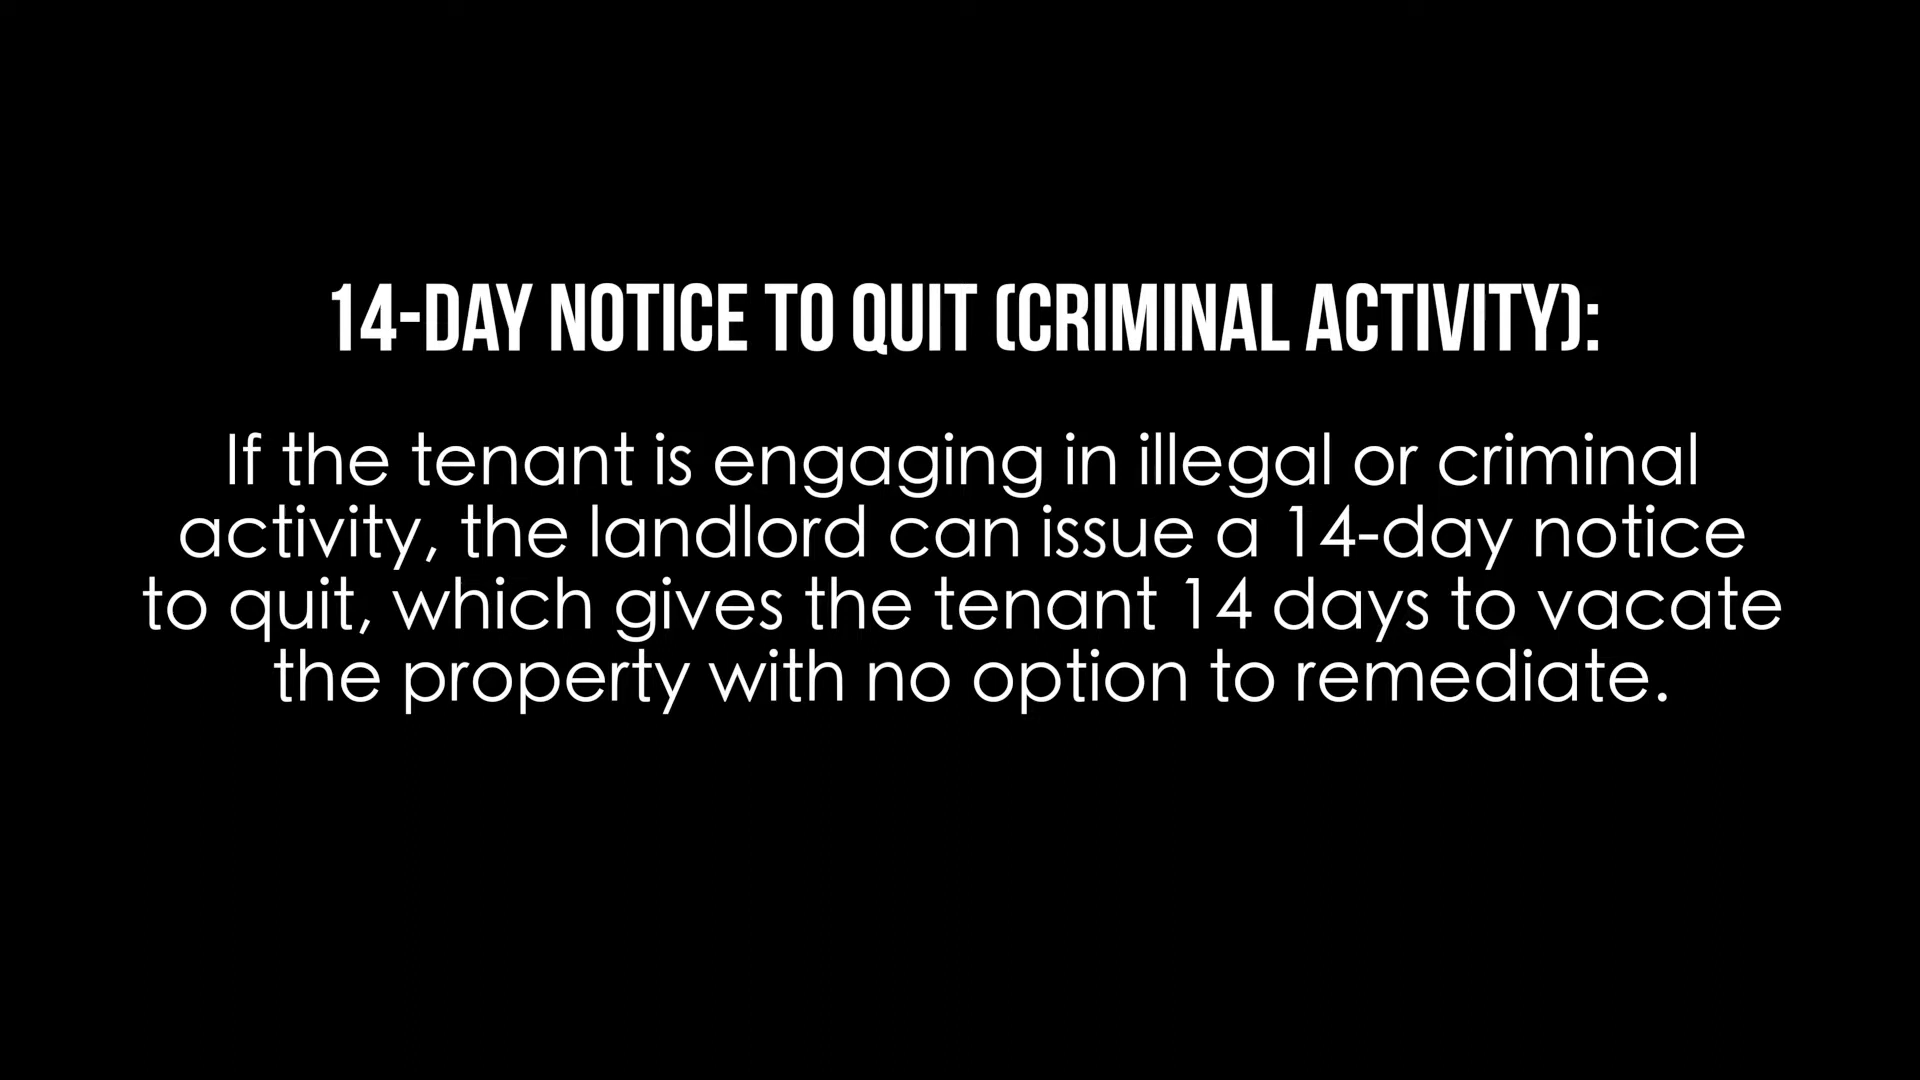 14-DAY NOTICE TO QUIT (CRIMINAL ACTIVITY):
If the tenant is engaging in illegal or criminal
activity, the landlord can issue a 14-day notice
to quit, which gives the tenant 14 days to vacate
the property with no option to remediate.